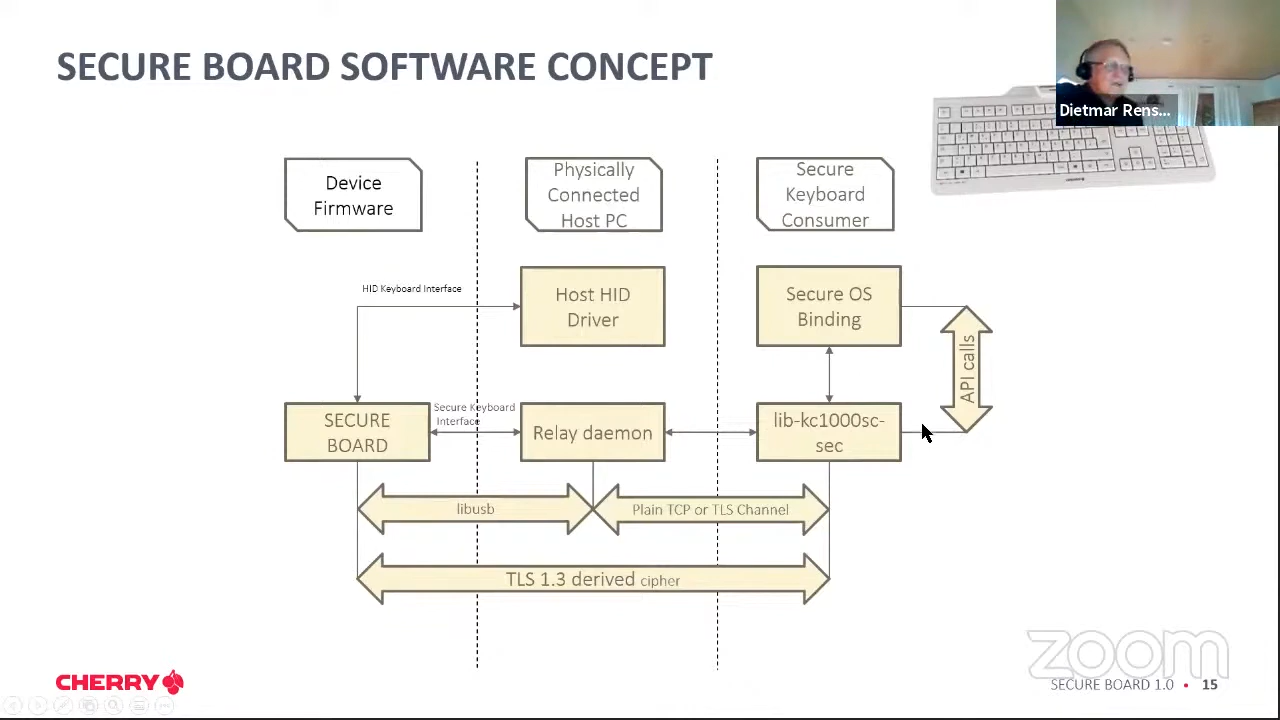 SECURE BOARD SOFTWARE CONCEPT
Dietmar Rens...
Device
Firmware
Physically
Connected
Host PC
Secure
Keyboard
Consumer
HID Keyboard Interface
Host HID
Driver
Secure OS
Binding
API calls
SECURE
BOARD
Secure Keyboard
Interface
Relay daemon
lib-kc1000sc-
sec
libusb
Plain TCP or TLS Channel
TLS 1.3 derived cipher
zoom
CHERRY
SECURE BOARD 1.0 • 15